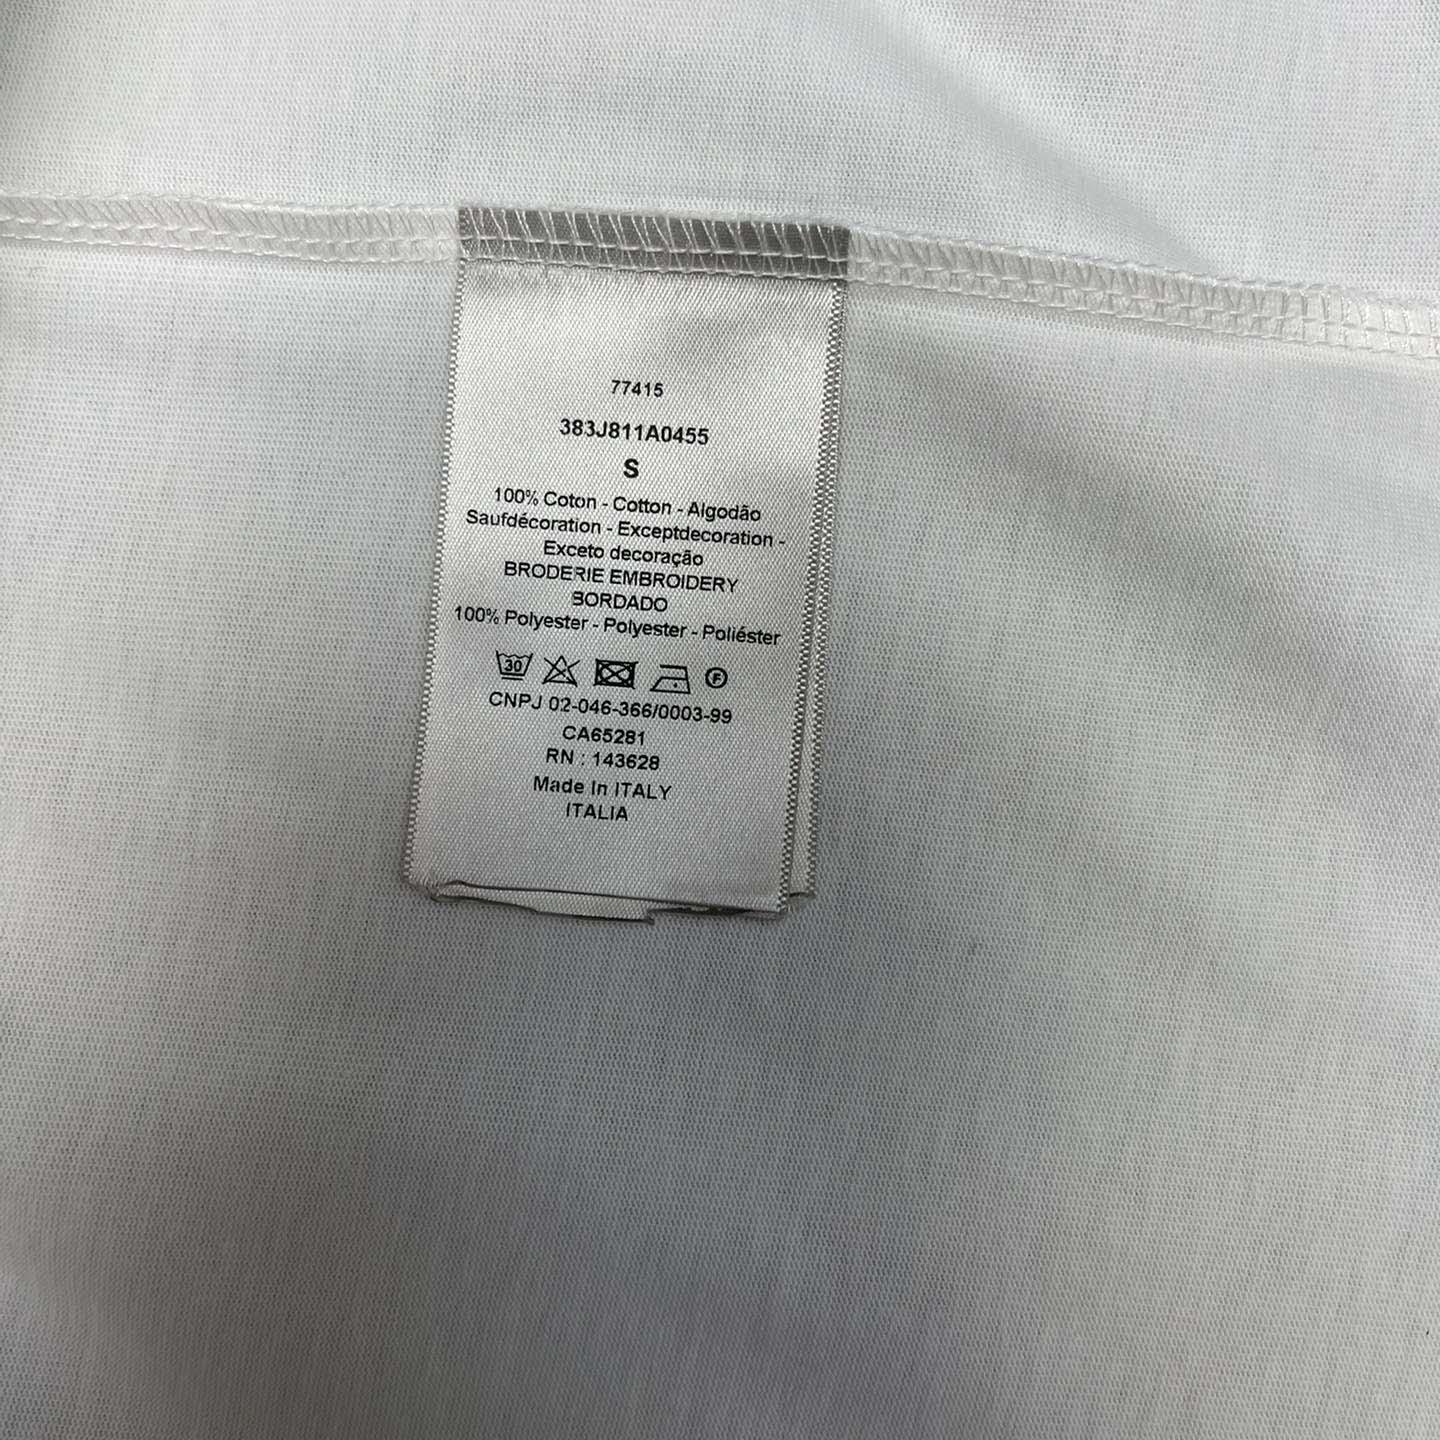 77415
383J811A0455
S
100% Coton - Cotton - Algodão
Saufdécoration - Exceptdecoration -
Exceto decoração
BRODERIE EMBROIDERY
BORDADO
100% Polyester - Polyester - Poliéster
30 F
CNPJ 02-046-366/0003-99
CA65281
RN : 143628
Made In ITALY
ITALIA